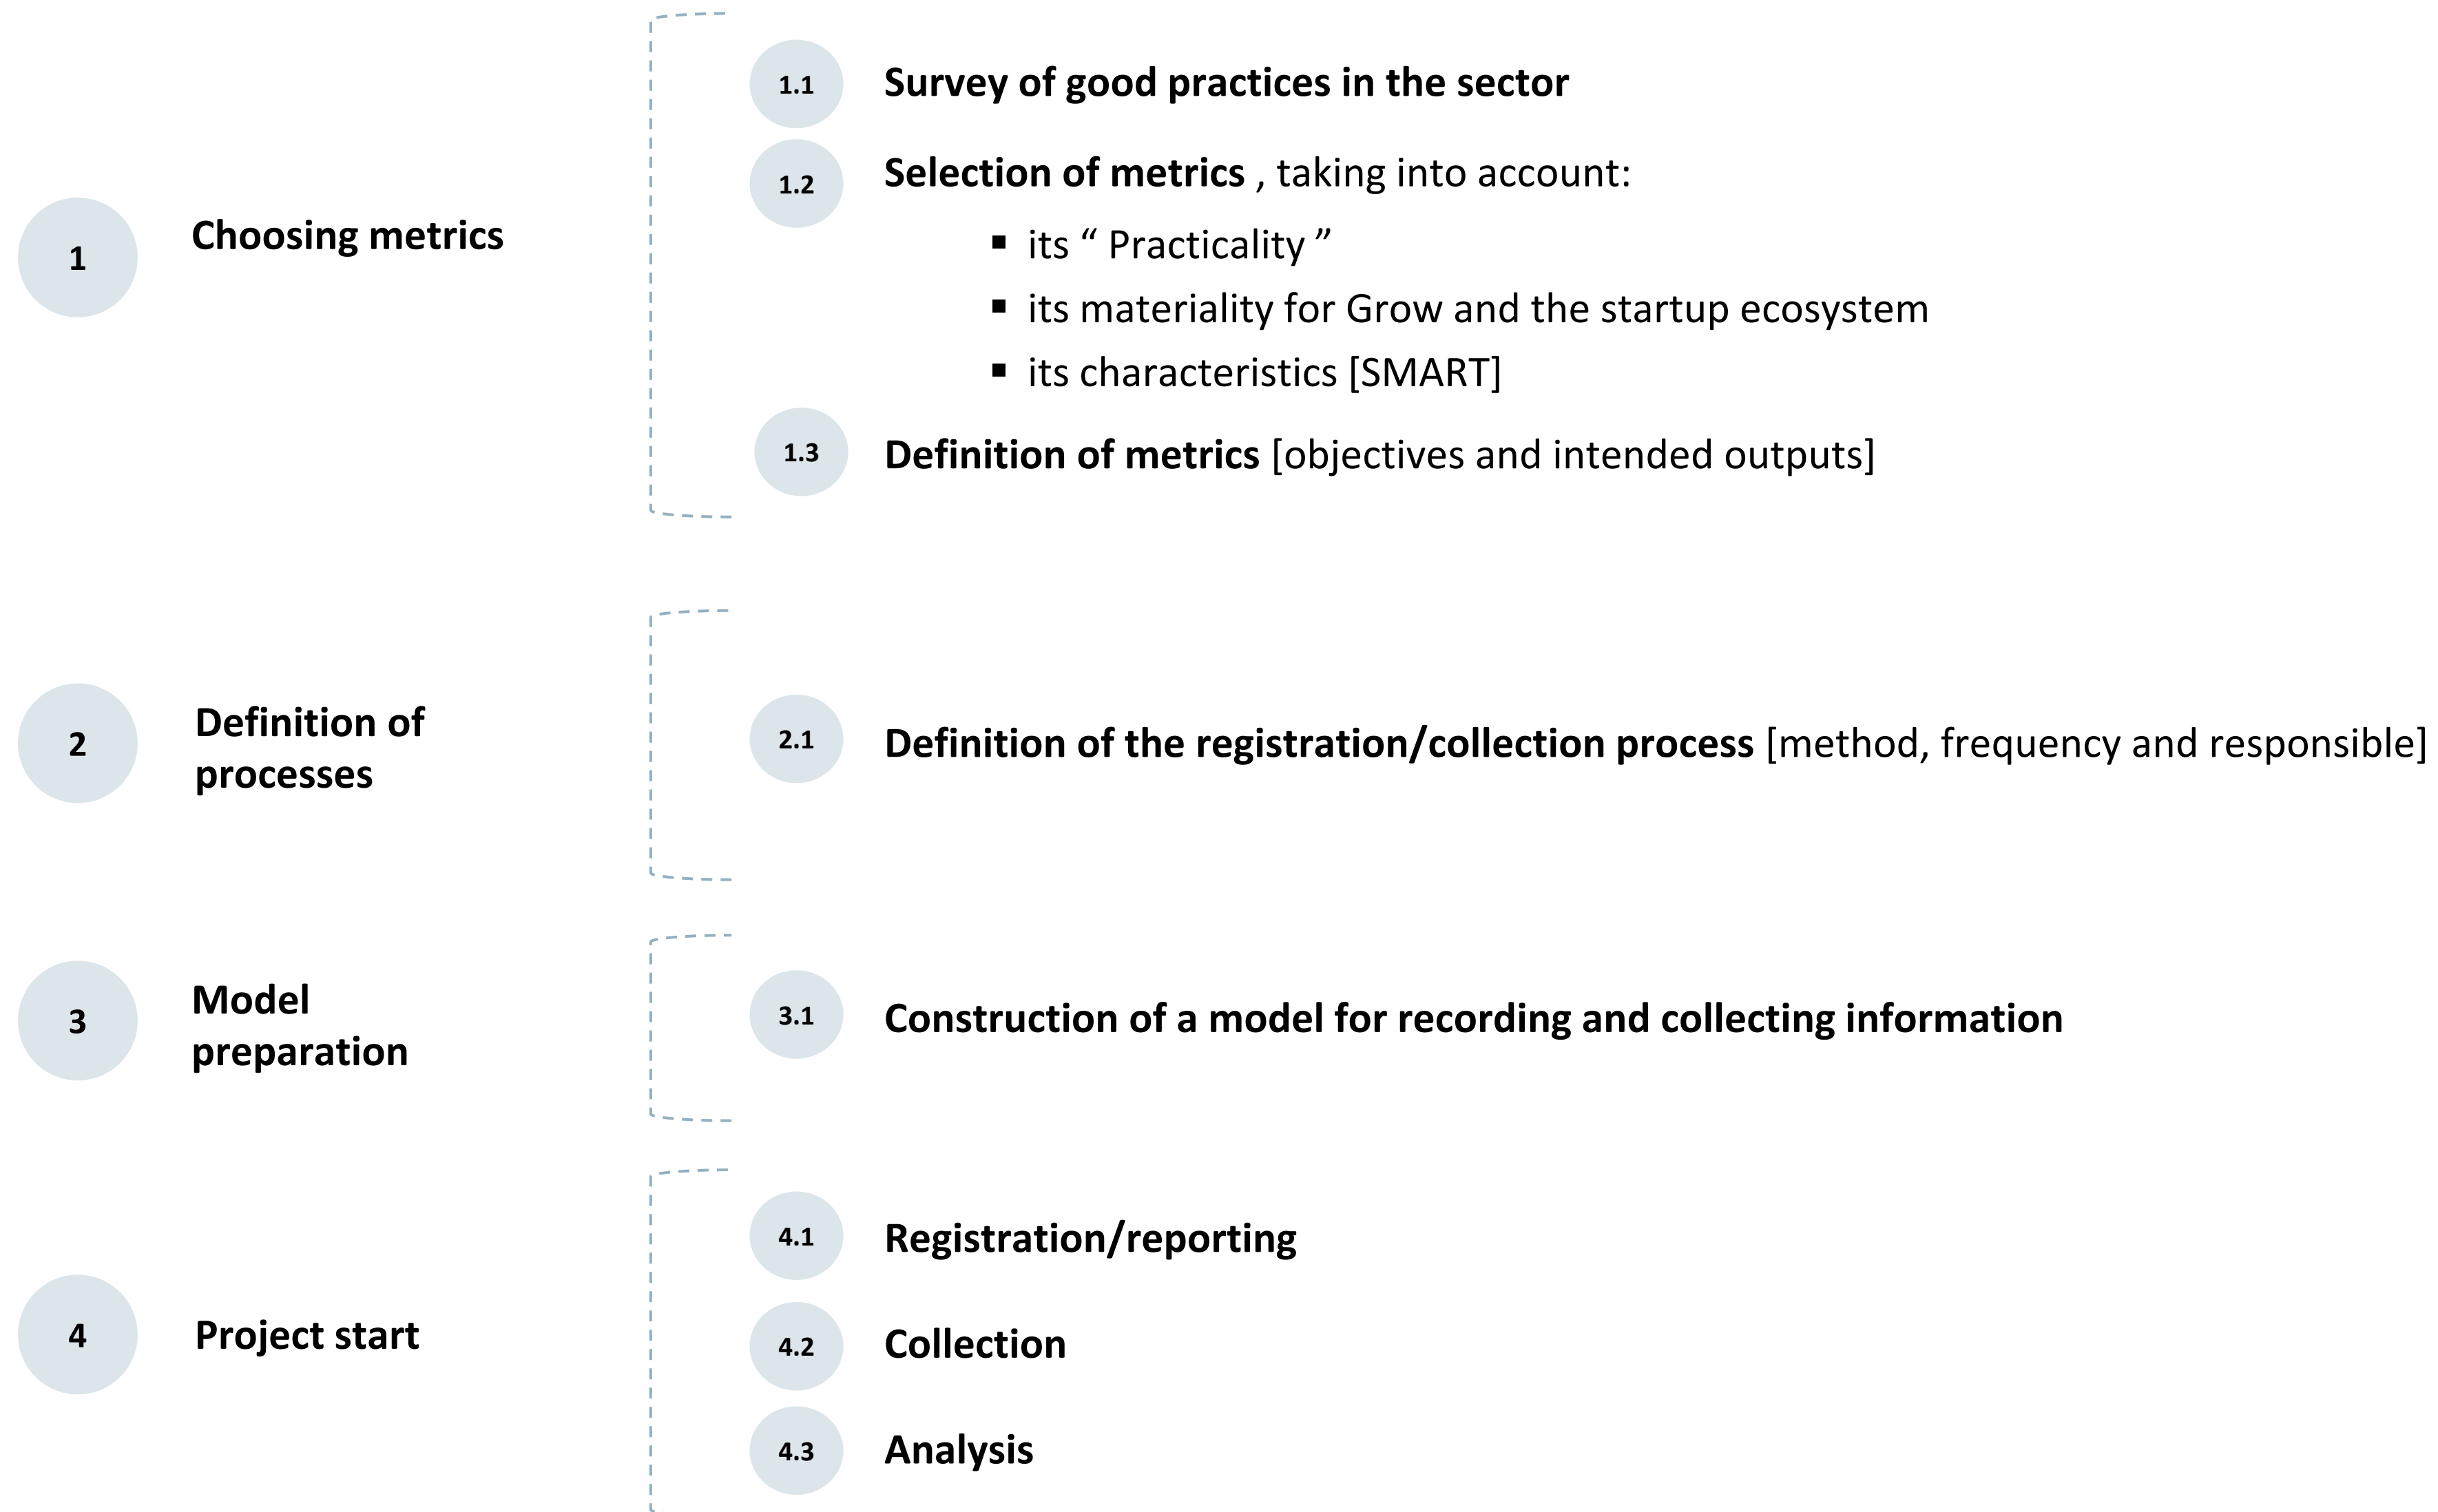 1
Choosing metrics
1.1
Survey of good practices in the sector
1.2
Selection of metrics , taking into account:
▪ its “ Practicality ”
▪ its materiality for Grow and the startup ecosystem
▪ its characteristics [SMART]
1.3
Definition of metrics [objectives and intended outputs]
2
Definition of
processes
2.1
Definition of the registration/collection process [method, frequency and responsible]
3
Model
preparation
3.1
Construction of a model for recording and collecting information
4
Project start
4.1
Registration/reporting
4.2
Collection
4.3
Analysis